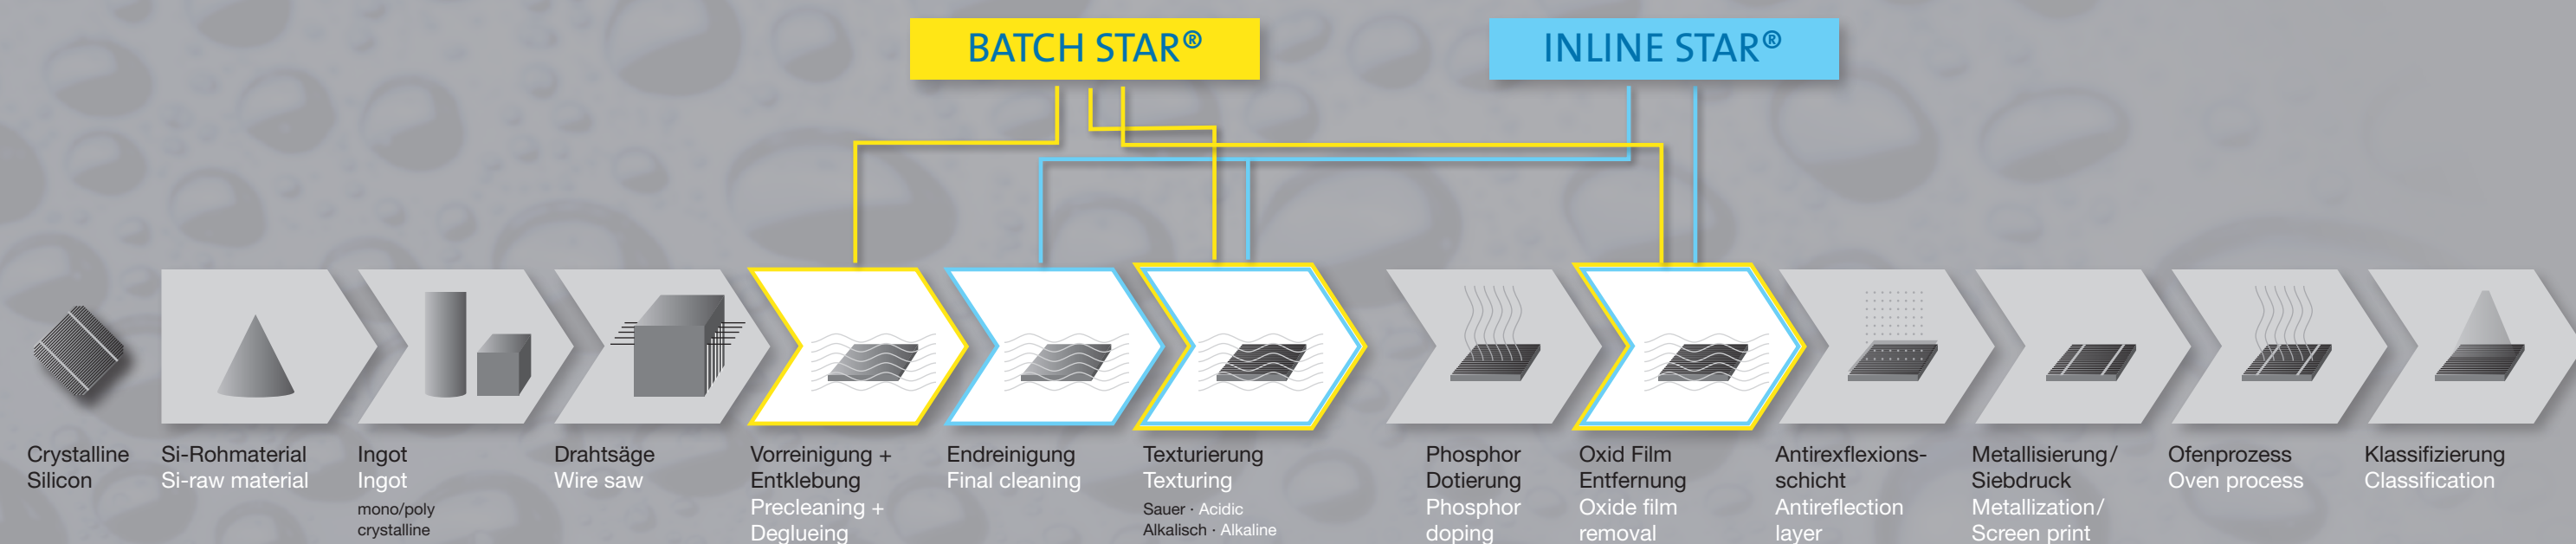 BATCH STAR®
INLINE STAR®
Crystalline
Silicon
Si-Rohmaterial
Si-raw material
Ingot
Ingot
mono/poly
crystalline
Drahtsäge
Wire saw
Vorreinigung +
Entklebung
Precleaning +
Deglueing
Endreinigung
Final cleaning
Texturierung
Texturing
Sauer · Acidic
Alkalisch · Alkaline
Phosphor
Dotierung
Phosphor
doping
Oxid Film
Entfernung
Oxide film
removal
Antirexflexions-
schicht
Antireflection
layer
Metallisierung/
Siebdruck
Metallization/
Screen print
Ofenprozess
Oven process
Klassifizierung
Classification